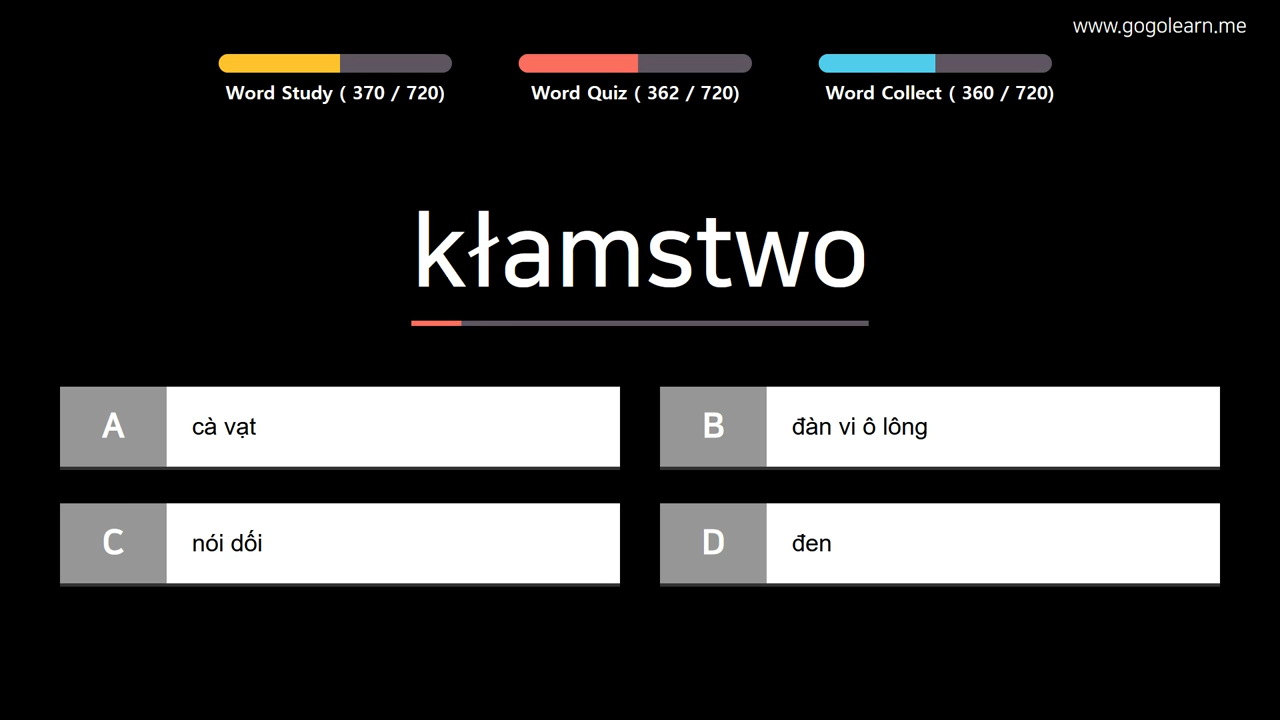 www.gogolearn.me
Word Study ( 370 / 720)
Word Quiz ( 362 / 720)
Word Collect ( 360 / 720)
kłamstwo
A cà vạt
B đàn vi ô lông
C nói dối
D đen